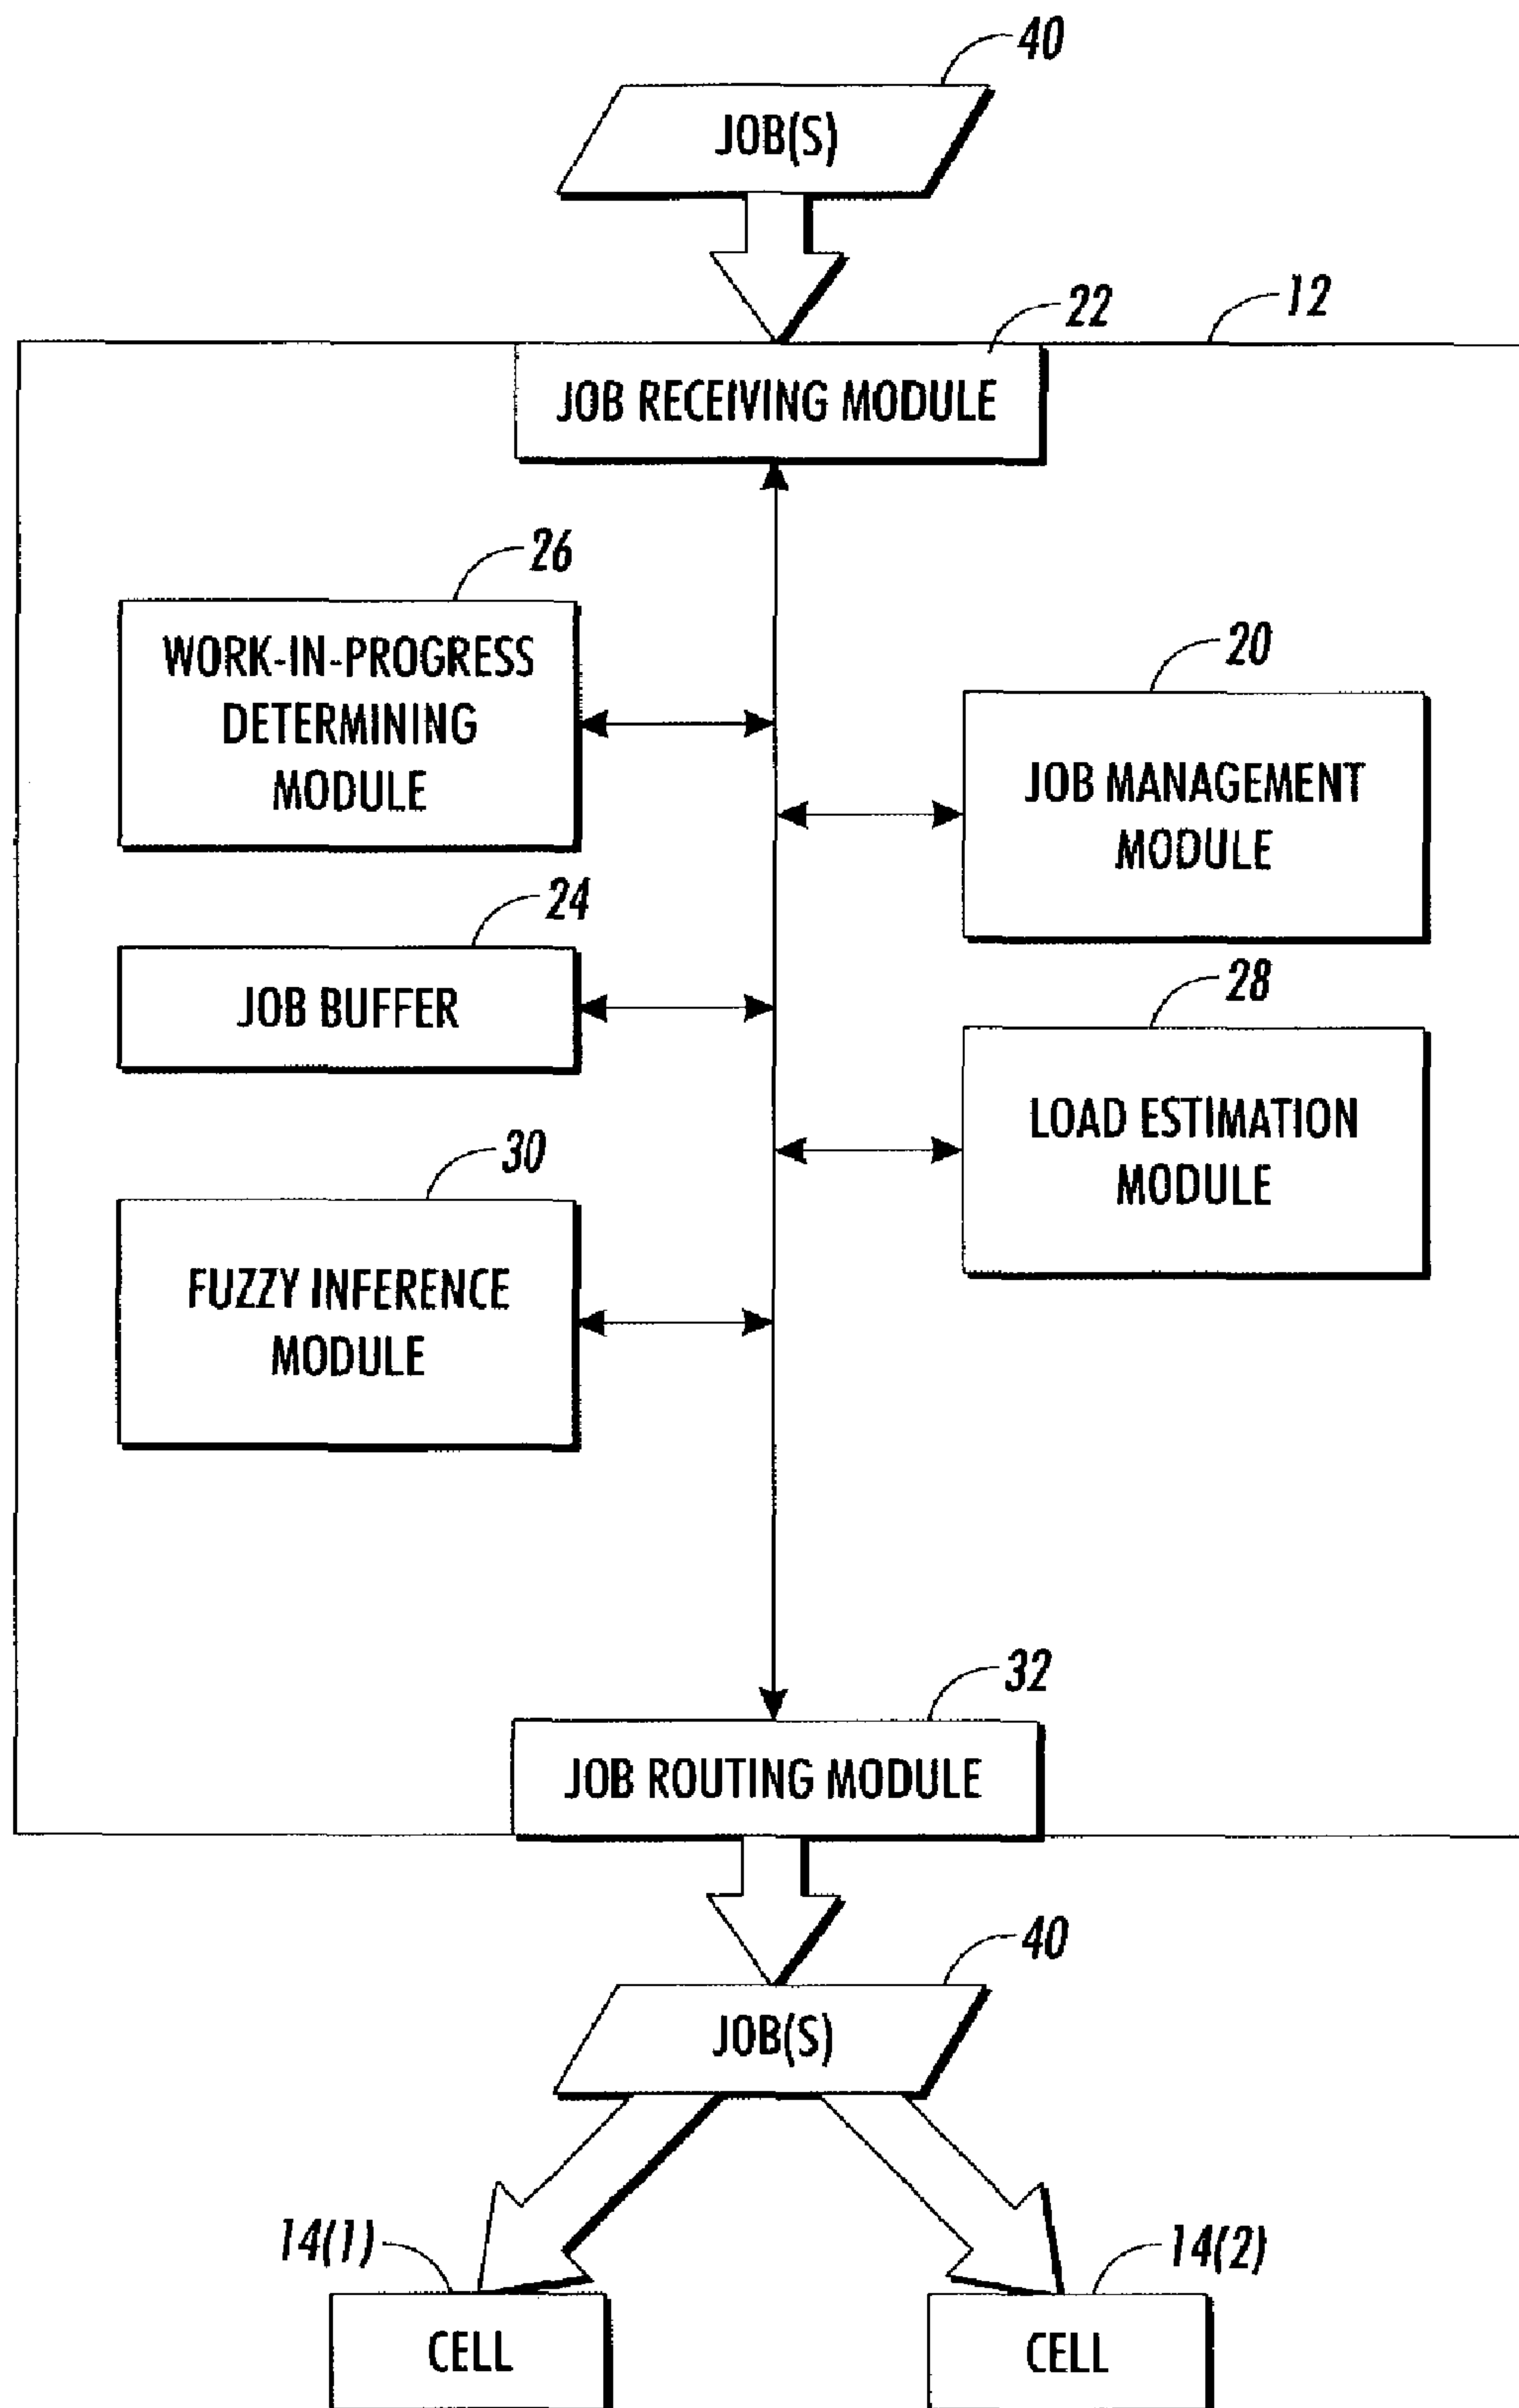 40
JOB(S)
12
22
JOB RECEIVING MODULE
26
WORK-IN-PROGRESS
DETERMINING
MODULE
20
JOB MANAGEMENT
MODULE
24
JOB BUFFER
28
LOAD ESTIMATION
MODULE
30
FUZZY INFERENCE
MODULE
32
JOB ROUTING MODULE
40
JOB(S)
14(1)
CELL
14(2)
CELL